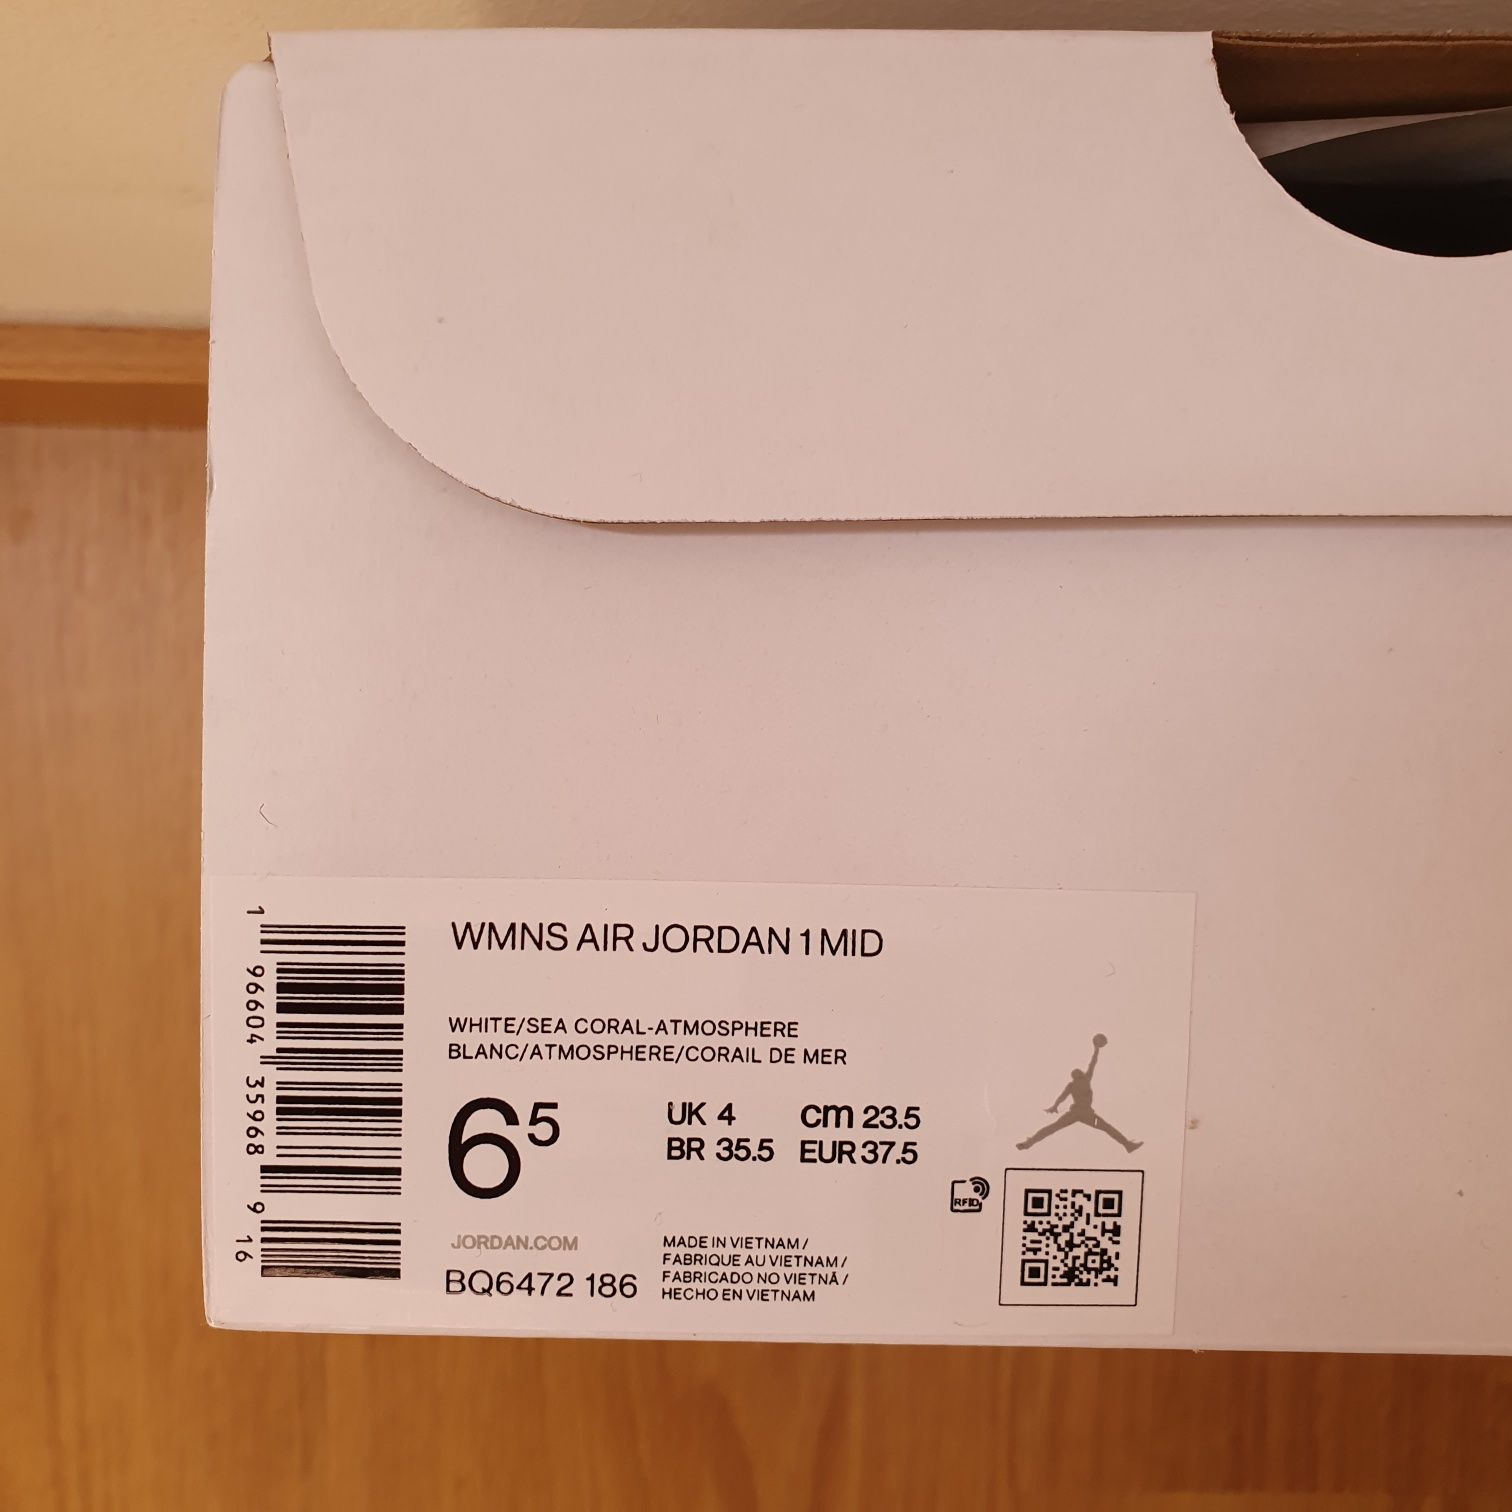 WMNS AIR JORDAN 1 MID
WHITE/SEA CORAL-ATMOSPHERE
BLANC/ATMOSPHERE/CORAIL DE MER
6⁵
UK 4 cm 23.5
BR 35.5 EUR 37.5
JORDAN.COM
BQ6472 186
MADE IN VIETNAM /
FABRIQUE AU VIETNAM /
FABRICADO NO VIETNÃ /
HECHO EN VIETNAM
RFID
1 96604 35968 9 16